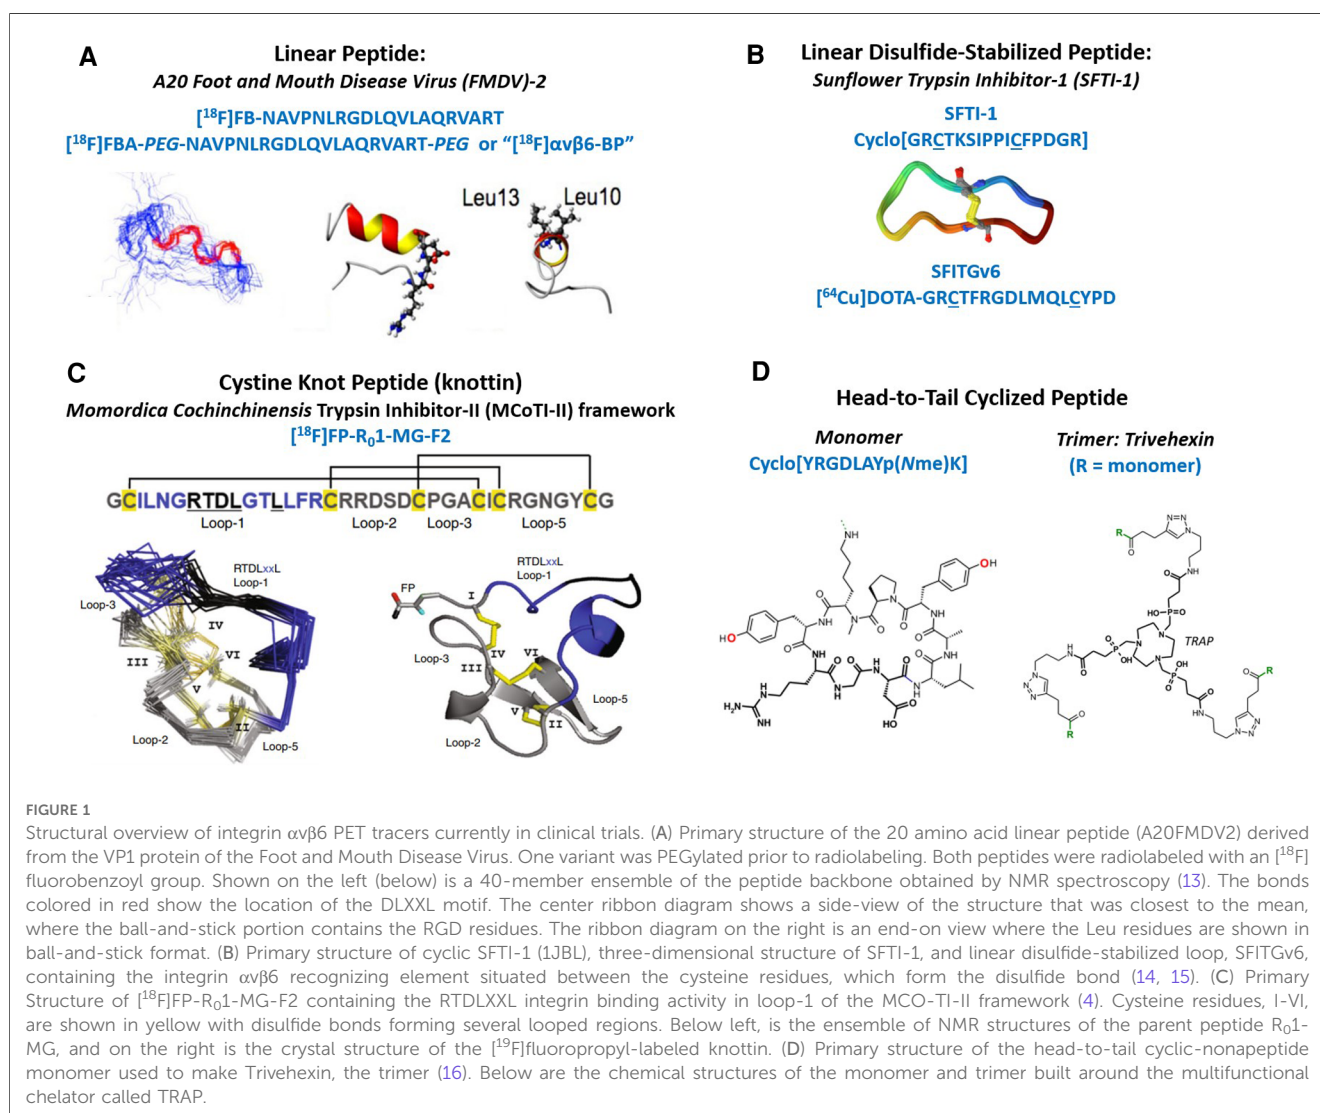 A
Linear Peptide:
A20 Foot and Mouth Disease Virus (FMDV)-2
[18F]FB-NAVPNLRGDLQVLAQRVART
[18F]FBA-PEG-NAVPNLRGDLQVLAQRVART-PEG or "[18F]αvβ6-BP"
Leu13
Leu10
B
Linear Disulfide-Stabilized Peptide:
Sunflower Trypsin Inhibitor-1 (SFTI-1)
SFTI-1
Cyclo[GRCTKSIPPICFPDGR]
SFITGv6
[64Cu]DOTA-GRCTFRGDLMQLCYPD
C
Cystine Knot Peptide (knottin)
Momordica Cochinchinensis Trypsin Inhibitor-II (MCoTI-II) framework
[18F]FP-R01-MG-F2
GCILNGRTDLGTLLFRCRRDSDCPGACICRGNGYCG
Loop-1
Loop-2
Loop-3
Loop-5
RTDLxxL
Loop-1
Loop-3
IV
III
VI
V
II
Loop-2
Loop-5
FP
RTDLxxL
Loop-1
I
Loop-3
IV
VI
III
Loop-5
V
II
Loop-2
D
Head-to-Tail Cyclized Peptide
Monomer
Cyclo[YRGDLAYp(Nme)K]
Trimer: Trivehexin
(R = monomer)
NH
OH
O
N
O
O
N
O
NH
HN
O
HO
O
NH
O
HN
O
H
N
O
NH
O
H
N
H2N
NH
NH
O
HO
O
N=N
N
R
O
NH
O
HO-P=O
TRAP
N
N
N
P
O
OH
O
H
N
N
N=N
O
R
OH
P
O
O
NH
N
N=N
O
R
FIGURE 1
Structural overview of integrin αvβ6 PET tracers currently in clinical trials. (A) Primary structure of the 20 amino acid linear peptide (A20FMDV2) derived
from the VP1 protein of the Foot and Mouth Disease Virus. One variant was PEGylated prior to radiolabeling. Both peptides were radiolabeled with an [18F]
fluorobenzoyl group. Shown on the left (below) is a 40-member ensemble of the peptide backbone obtained by NMR spectroscopy (13). The bonds
colored in red show the location of the DLXXL motif. The center ribbon diagram shows a side-view of the structure that was closest to the mean,
where the ball-and-stick portion contains the RGD residues. The ribbon diagram on the right is an end-on view where the Leu residues are shown in
ball-and-stick format. (B) Primary structure of cyclic SFTI-1 (1JBL), three-dimensional structure of SFTI-1, and linear disulfide-stabilized loop, SFITGv6,
containing the integrin αvβ6 recognizing element situated between the cysteine residues, which form the disulfide bond (14, 15). (C) Primary
Structure of [18F]FP-R01-MG-F2 containing the RTDLXXL integrin binding activity in loop-1 of the MCO-TI-II framework (4). Cysteine residues, I-VI,
are shown in yellow with disulfide bonds forming several looped regions. Below left, is the ensemble of NMR structures of the parent peptide R01-
MG, and on the right is the crystal structure of the [19F]fluoropropyl-labeled knottin. (D) Primary structure of the head-to-tail cyclic-nonapeptide
monomer used to make Trivehexin, the trimer (16). Below are the chemical structures of the monomer and trimer built around the multifunctional
chelator called TRAP.